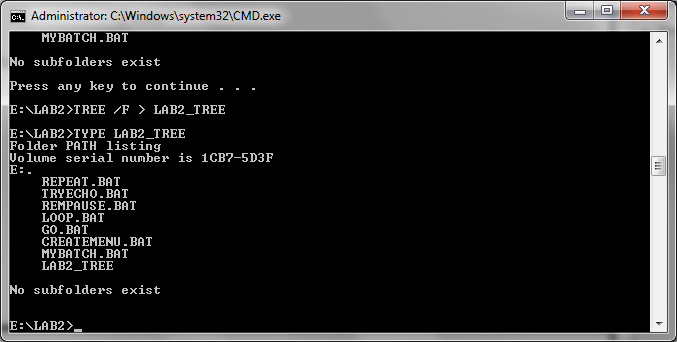 Administrator: C:\Windows\system32\CMD.exe
MYBATCH.BAT
No subfolders exist
Press any key to continue . . .
E:\LAB2>TREE /F > LAB2_TREE
E:\LAB2>TYPE LAB2_TREE
Folder PATH listing
Volume serial number is 1CB7-5D3F
E:.
REPEAT.BAT
TRYECHO.BAT
REMPAUSE.BAT
LOOP.BAT
GO.BAT
CREATEMENU.BAT
MYBATCH.BAT
LAB2_TREE
No subfolders exist
E:\LAB2>_